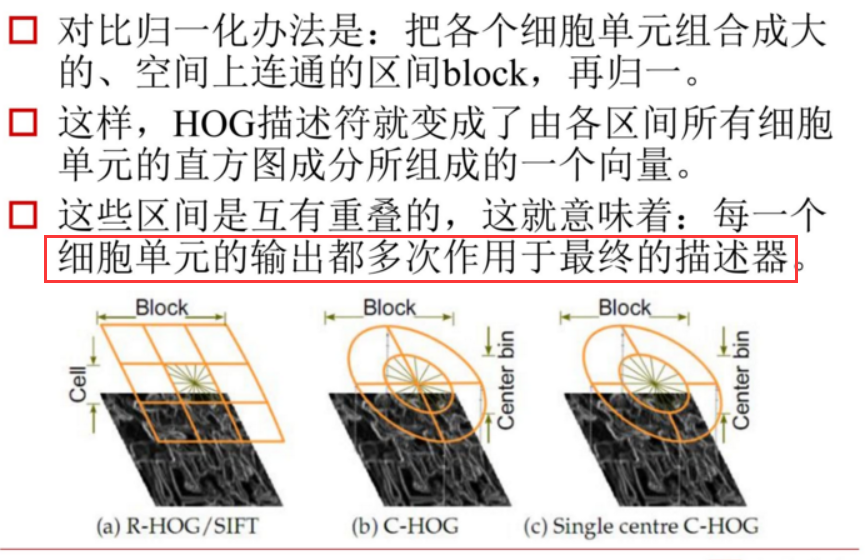 对比归一化办法是：把各个细胞单元组合成大
的、空间上连通的区间block，再归一。
这样，HOG描述符就变成了由各区间所有细胞
单元的直方图成分所组成的一个向量。
这些区间是互有重叠的，这就意味着：每一个
细胞单元的输出都多次作用于最终的描述器。
Block
Cell
Block
Center bin
Block
Center bin
(a) R-HOG/SIFT
(b) C-HOG
(c) Single centre C-HOG